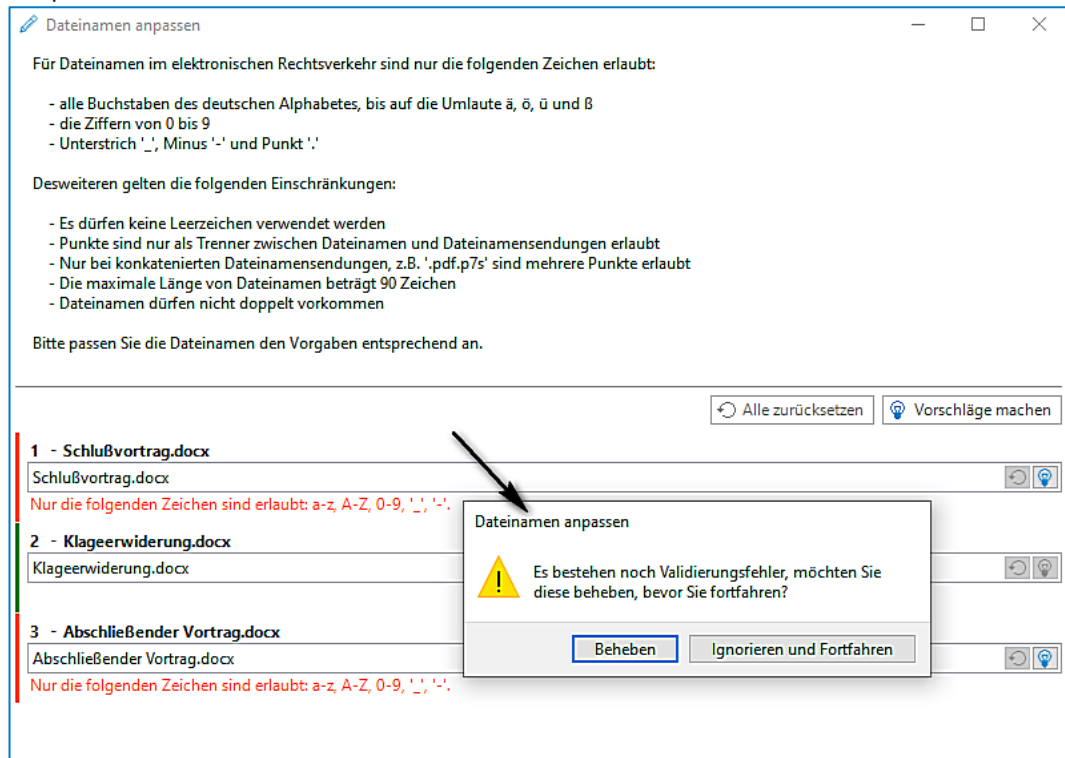 Dateinamen anpassen
Für Dateinamen im elektronischen Rechtsverkehr sind nur die folgenden Zeichen erlaubt:
- alle Buchstaben des deutschen Alphabetes, bis auf die Umlaute ä, ö, ü und ß
- die Ziffern von 0 bis 9
- Unterstrich '_', Minus '-' und Punkt '.'
Desweiteren gelten die folgenden Einschränkungen:
- Es dürfen keine Leerzeichen verwendet werden
- Punkte sind nur als Trenner zwischen Dateinamen und Dateinamensendungen erlaubt
- Nur bei konkatenierten Dateinamensendungen, z.B. '.pdf.p7s' sind mehrere Punkte erlaubt
- Die maximale Länge von Dateinamen beträgt 90 Zeichen
- Dateinamen dürfen nicht doppelt vorkommen
Bitte passen Sie die Dateinamen den Vorgaben entsprechend an.
Alle zurücksetzen Vorschläge machen
1 - Schlußvortrag.docx
Schlußvortrag.docx
Nur die folgenden Zeichen sind erlaubt: a-z, A-Z, 0-9, '_', '-'.
2 - Klageerwiderung.docx
Klageerwiderung.docx
3 - Abschließender Vortrag.docx
Abschließender Vortrag.docx
Nur die folgenden Zeichen sind erlaubt: a-z, A-Z, 0-9, '_', '-'.
Dateinamen anpassen
Es bestehen noch Validierungsfehler, möchten Sie
diese beheben, bevor Sie fortfahren?
Beheben Ignorieren und Fortfahren